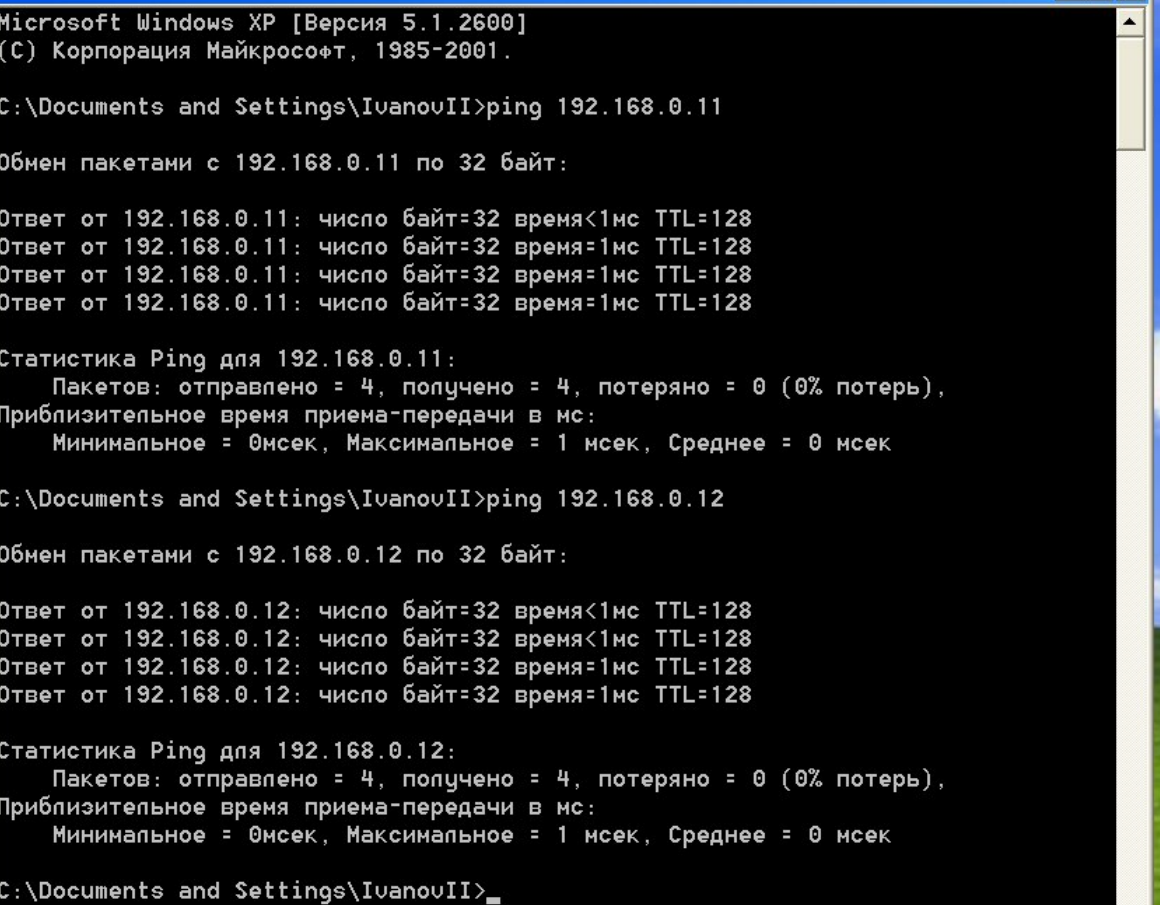 Microsoft Windows XP [Версия 5.1.2600]
(С) Корпорация Майкрософт, 1985-2001.
C:\Documents and Settings\IvanovII>ping 192.168.0.11
Обмен пакетами с 192.168.0.11 по 32 байт:
Ответ от 192.168.0.11: число байт=32 время<1мс TTL=128
Ответ от 192.168.0.11: число байт=32 время=1мс TTL=128
Ответ от 192.168.0.11: число байт=32 время=1мс TTL=128
Ответ от 192.168.0.11: число байт=32 время=1мс TTL=128
Статистика Ping для 192.168.0.11:
Пакетов: отправлено = 4, получено = 4, потеряно = 0 (0% потерь),
Приблизительное время приема-передачи в мс:
Минимальное = 0мсек, Максимальное = 1 мсек, Среднее = 0 мсек
C:\Documents and Settings\IvanovII>ping 192.168.0.12
Обмен пакетами с 192.168.0.12 по 32 байт:
Ответ от 192.168.0.12: число байт=32 время<1мс TTL=128
Ответ от 192.168.0.12: число байт=32 время<1мс TTL=128
Ответ от 192.168.0.12: число байт=32 время=1мс TTL=128
Ответ от 192.168.0.12: число байт=32 время=1мс TTL=128
Статистика Ping для 192.168.0.12:
Пакетов: отправлено = 4, получено = 4, потеряно = 0 (0% потерь),
Приблизительное время приема-передачи в мс:
Минимальное = 0мсек, Максимальное = 1 мсек, Среднее = 0 мсек
C:\Documents and Settings\IvanovII>_